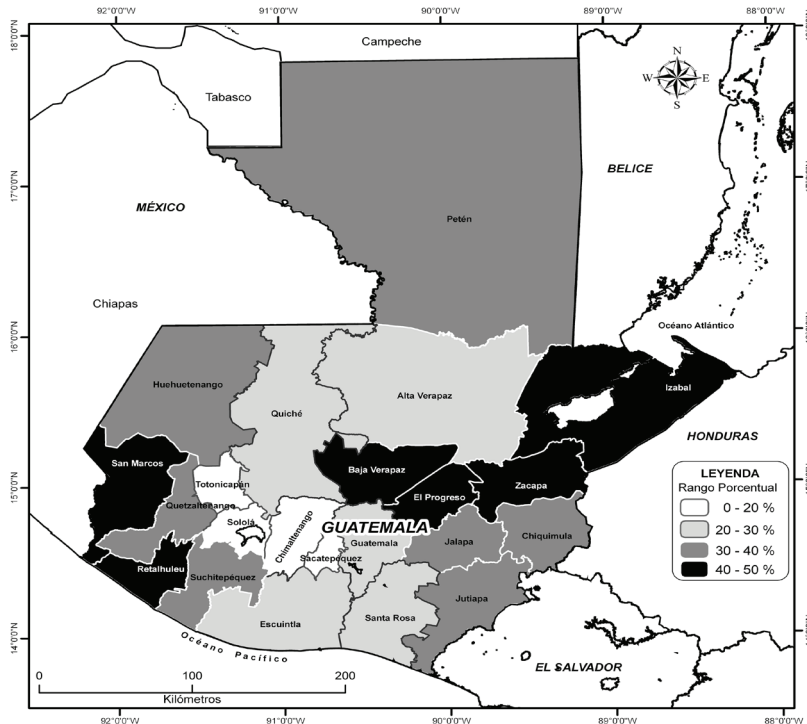 92°0'0"W 91°0'0"W 90°0'0"W 89°0'0"W 88°0'0"W
18°0'0"N
Campeche
N
W E
S
Tabasco
BELICE
17°0'0"N
MÉXICO
Petén
Chiapas
Océano Atlántico
16°0'0"N
Huehuetenango
Izabal
Alta Verapaz
Quiché
HONDURAS
San Marcos
Baja Verapaz
LEYENDA
Rango Porcentual
0 - 20 %
20 - 30 %
30 - 40 %
40 - 50 %
Totonicapán
Zacapa
15°0'0"N
El Progreso
Quetzaltenango
Sololá
Chimaltenango
GUATEMALA
Guatemala
Jalapa
Chiquimula
Sacatepéquez
Retalhuleu
Suchitepéquez
Jutiapa
Santa Rosa
Escuintla
14°0'0"N
Océano Pacífico
EL SALVADOR
0 100 200
Kilómetros
92°0'0"W 91°0'0"W 90°0'0"W 89°0'0"W 88°0'0"W